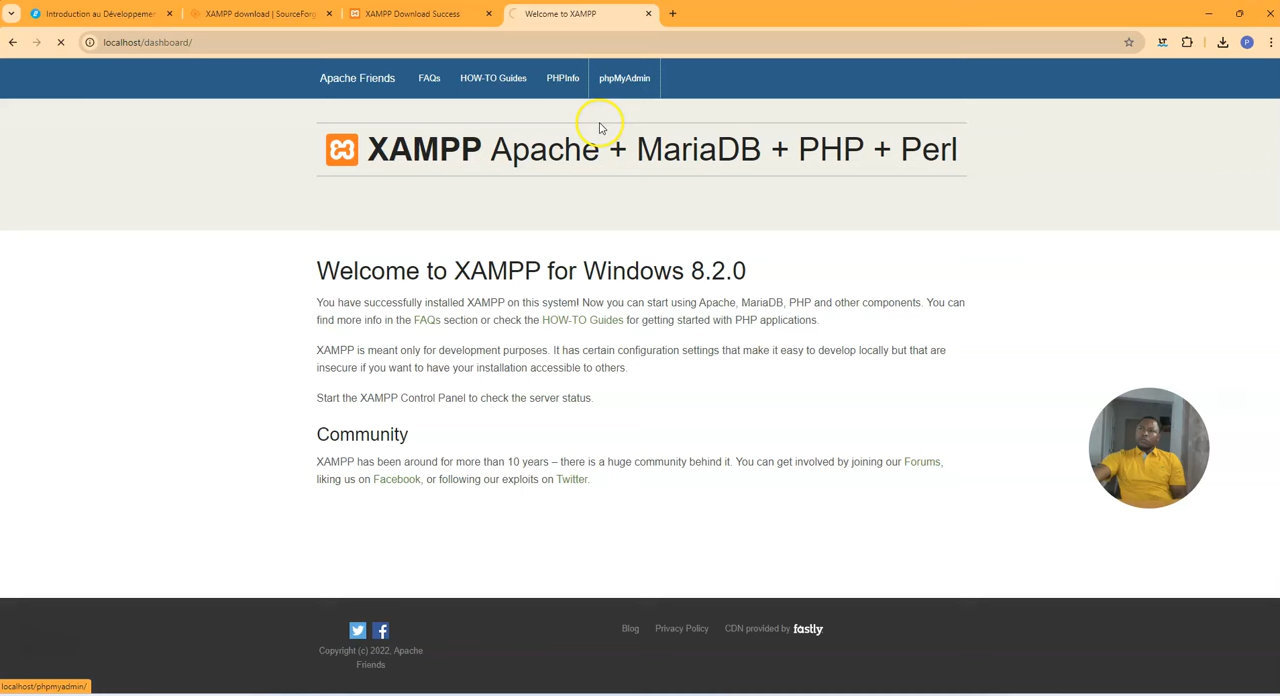 Introduction au Développeme
XAMPP download | SourceForg
XAMPP Download Success
Welcome to XAMPP
localhost/dashboard/
LT
P
Apache Friends
FAQs
HOW-TO Guides
PHPInfo
phpMyAdmin
XAMPP Apache + MariaDB + PHP + Perl
Welcome to XAMPP for Windows 8.2.0
You have successfully installed XAMPP on this system! Now you can start using Apache, MariaDB, PHP and other components. You can
find more info in the FAQs section or check the HOW-TO Guides for getting started with PHP applications.
XAMPP is meant only for development purposes. It has certain configuration settings that make it easy to develop locally but that are
insecure if you want to have your installation accessible to others.
Start the XAMPP Control Panel to check the server status.
Community
XAMPP has been around for more than 10 years – there is a huge community behind it. You can get involved by joining our Forums,
liking us on Facebook, or following our exploits on Twitter.
Blog
Privacy Policy
CDN provided by fastly
Copyright (c) 2022, Apache
Friends
localhost/phpmyadmin/